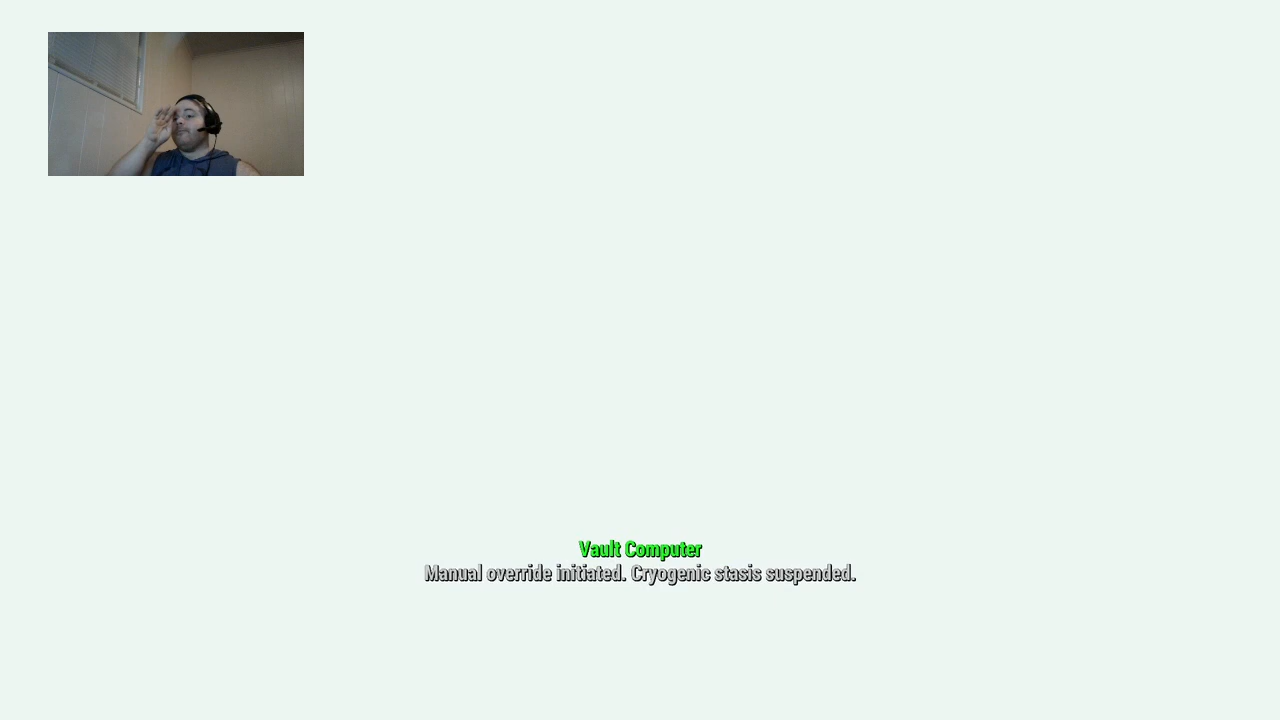 Vault Computer
Manual override initiated. Cryogenic stasis suspended.